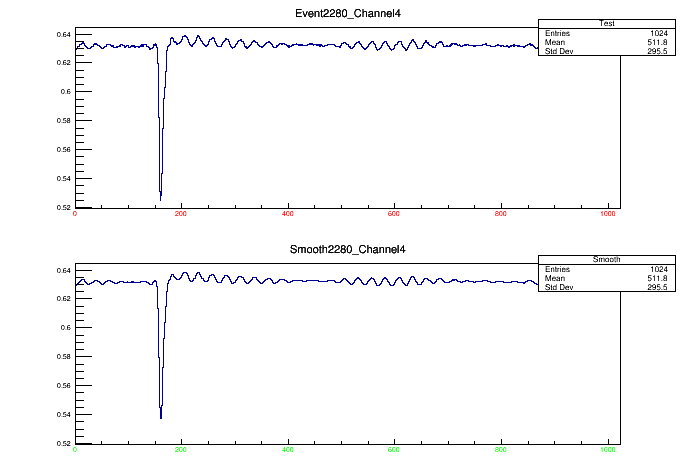 Event2280_Channel4
Test
Entries 1024
Mean 511.8
Std Dev 295.5
0.64
0.62
0.6
0.58
0.56
0.54
0.52
0 200 400 600 800 1000
Smooth2280_Channel4
Smooth
Entries 1024
Mean 511.8
Std Dev 295.5
0.64
0.62
0.6
0.58
0.56
0.54
0.52
0 200 400 600 800 1000